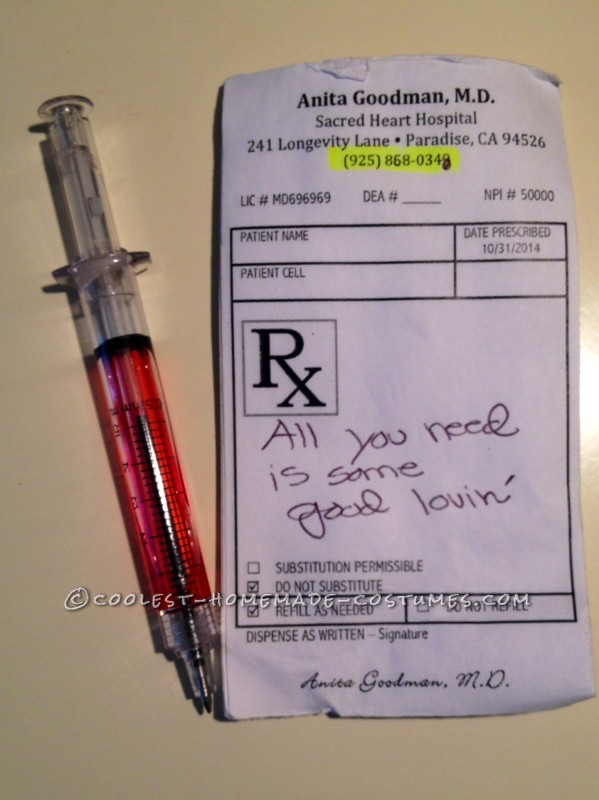 Anita Goodman, M.D.
Sacred Heart Hospital
241 Longevity Lane • Paradise, CA 94526
(925) 868-0348
LIC # MD696969 DEA # _____ NPI # 50000
PATIENT NAME
DATE PRESCRIBED
10/31/2014
PATIENT CELL
Rx
All you need
is some
good lovin'
SUBSTITUTION PERMISSIBLE
DO NOT SUBSTITUTE
©COOLEST-HOMEMADE-COSTUMES.COM
REFILL AS NEEDED DO NOT REFILL
DISPENSE AS WRITTEN – Signature
Anita Goodman, M.D.